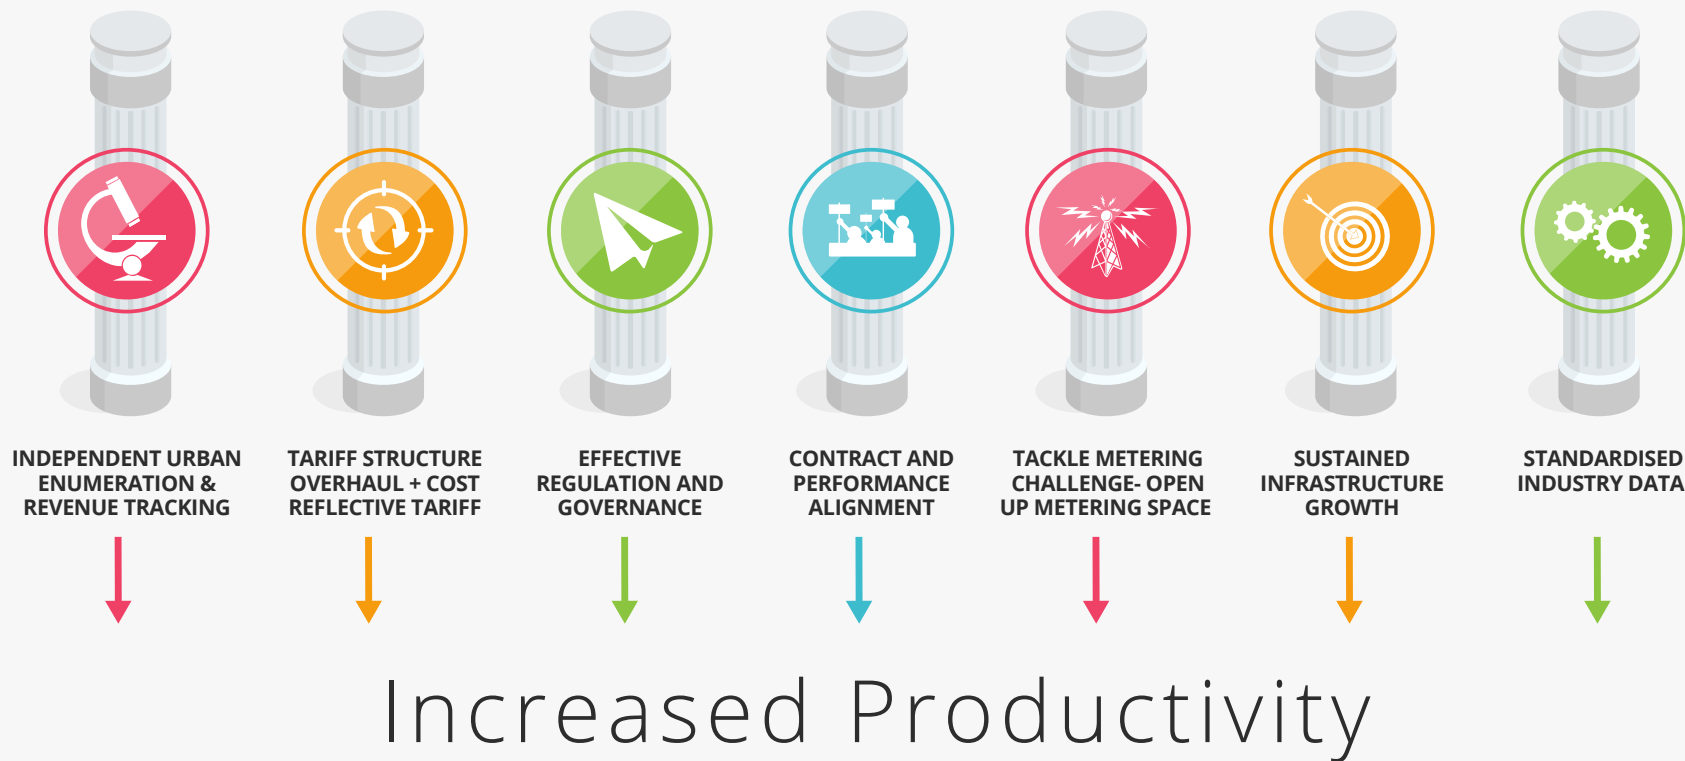 INDEPENDENT URBAN
ENUMERATION &
REVENUE TRACKING
TARIFF STRUCTURE
OVERHAUL + COST
REFLECTIVE TARIFF
EFFECTIVE
REGULATION AND
GOVERNANCE
CONTRACT AND
PERFORMANCE
ALIGNMENT
TACKLE METERING
CHALLENGE- OPEN
UP METERING SPACE
SUSTAINED
INFRASTRUCTURE
GROWTH
STANDARDISED
INDUSTRY DATA
Increased Productivity